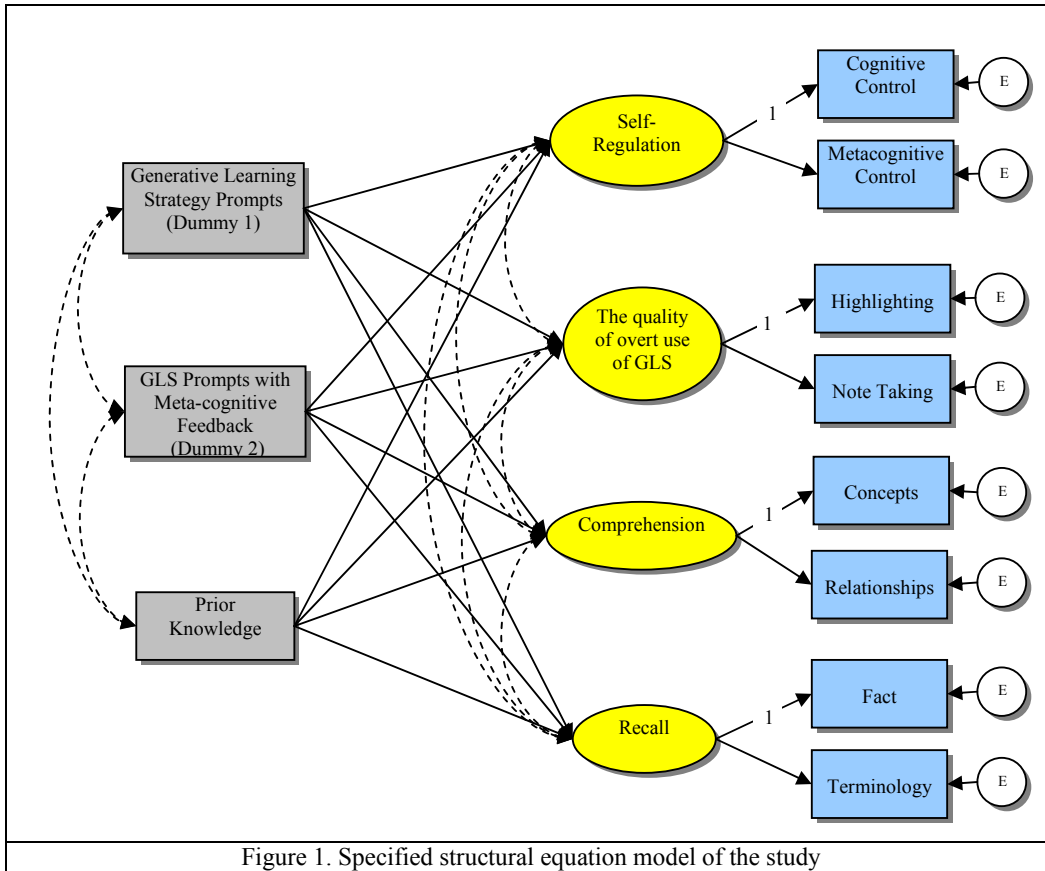 Generative Learning
Strategy Prompts
(Dummy 1)
GLS Prompts with
Meta-cognitive
Feedback
(Dummy 2)
Prior
Knowledge
Self-
Regulation
The quality
of overt use
of GLS
Comprehension
Recall
1
1
1
1
Cognitive
Control
Metacognitive
Control
Highlighting
Note Taking
Concepts
Relationships
Fact
Terminology
E
E
E
E
E
E
E
E
Figure 1. Specified structural equation model of the study